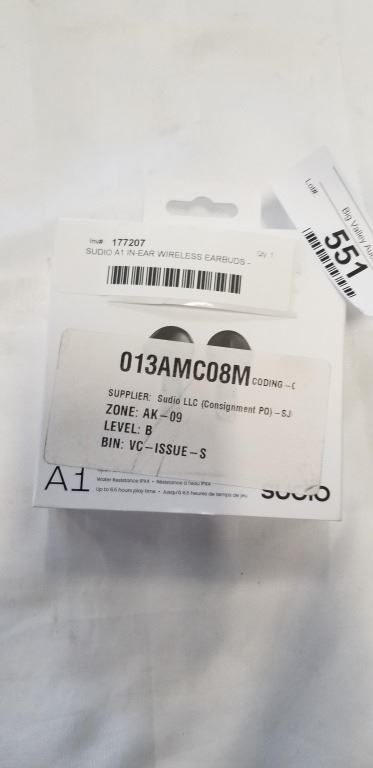 Inv# 177207
SUDIO A1 IN-EAR WIRELESS EARBUDS -
Qty: 1
Lot#
Big Valley Auc
551
013AMC08M CODING -
SUPPLIER: Sudio LLC (Consignment PO) - SJ
ZONE: AK-09
LEVEL: B
BIN: VC-ISSUE-S
A1
Water Resistance IPX4 • Résistance à l'eau IPX4
Up to 6.5 hours play time • Jusqu'à 6.5 heures de temps de jeu
sudio